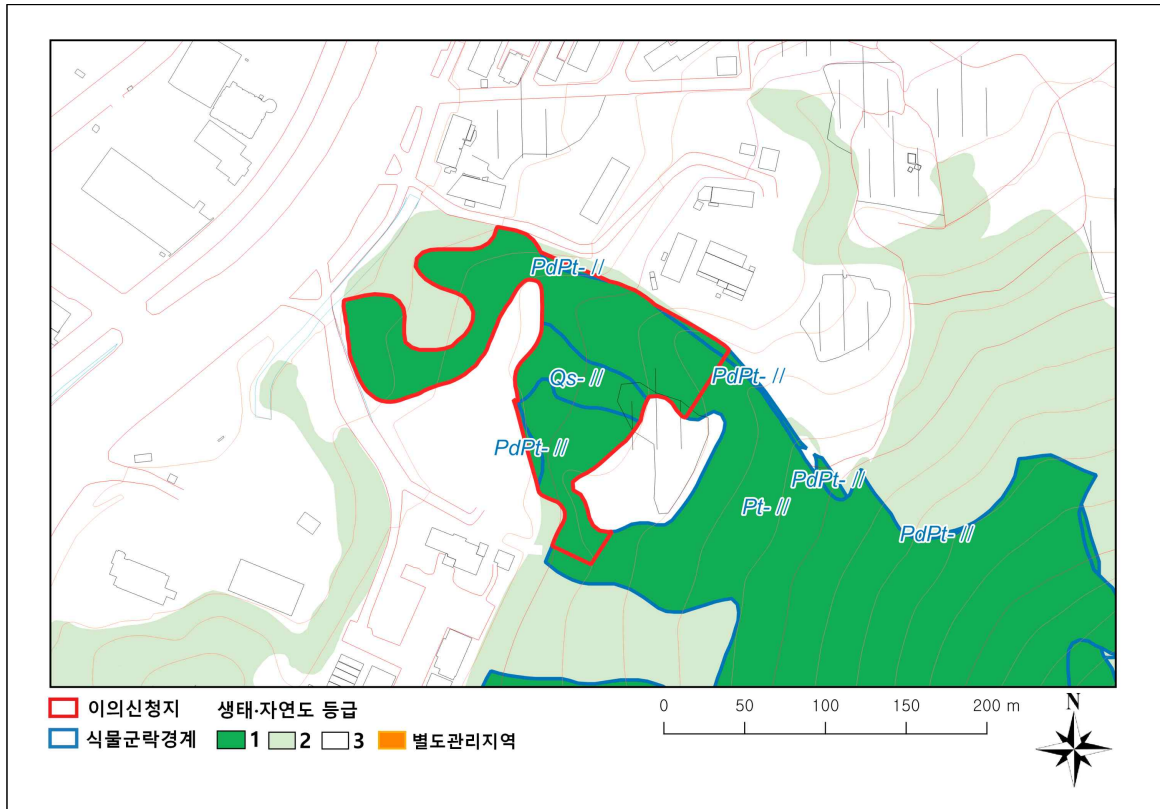 PdPt- //
Qs- //
PdPt- //
PdPt- //
PdPt- //
Pt- //
PdPt- //
이의신청지 생태·자연도 등급
식물군락경계 1 2 3 별도관리지역
0 50 100 150 200 m
N